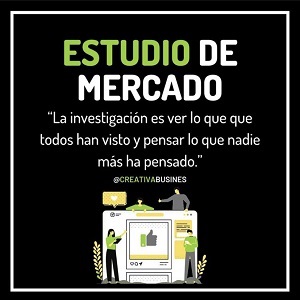 ESTUDIO DE
MERCADO
“La investigación es ver lo que que
todos han visto y pensar lo que nadie
más ha pensado.”
@CREATIVABUSINES